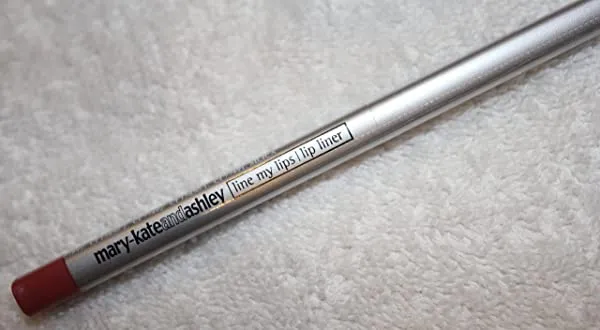 mary-kateandashley line my lips | lip liner